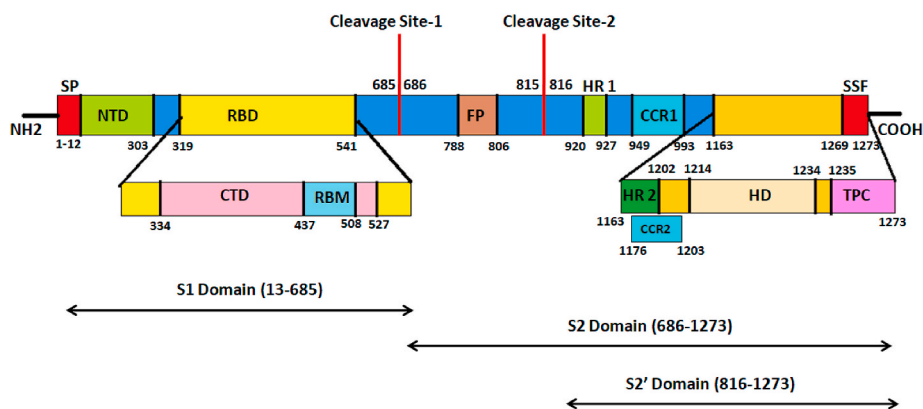 Cleavage Site-1 Cleavage Site-2
SP 685 686 815 816 HR 1 SSF
NH2 NTD RBD FP CCR1 COOH
1-12 303 319 541 788 806 920 927 949 993 1163 1269 1273
1202 1214 1234 1235
CTD RBM HR 2 HD TPC
334 437 508 527 1163 CCR2 1273
1176 1203
S1 Domain (13-685)
S2 Domain (686-1273)
S2’ Domain (816-1273)